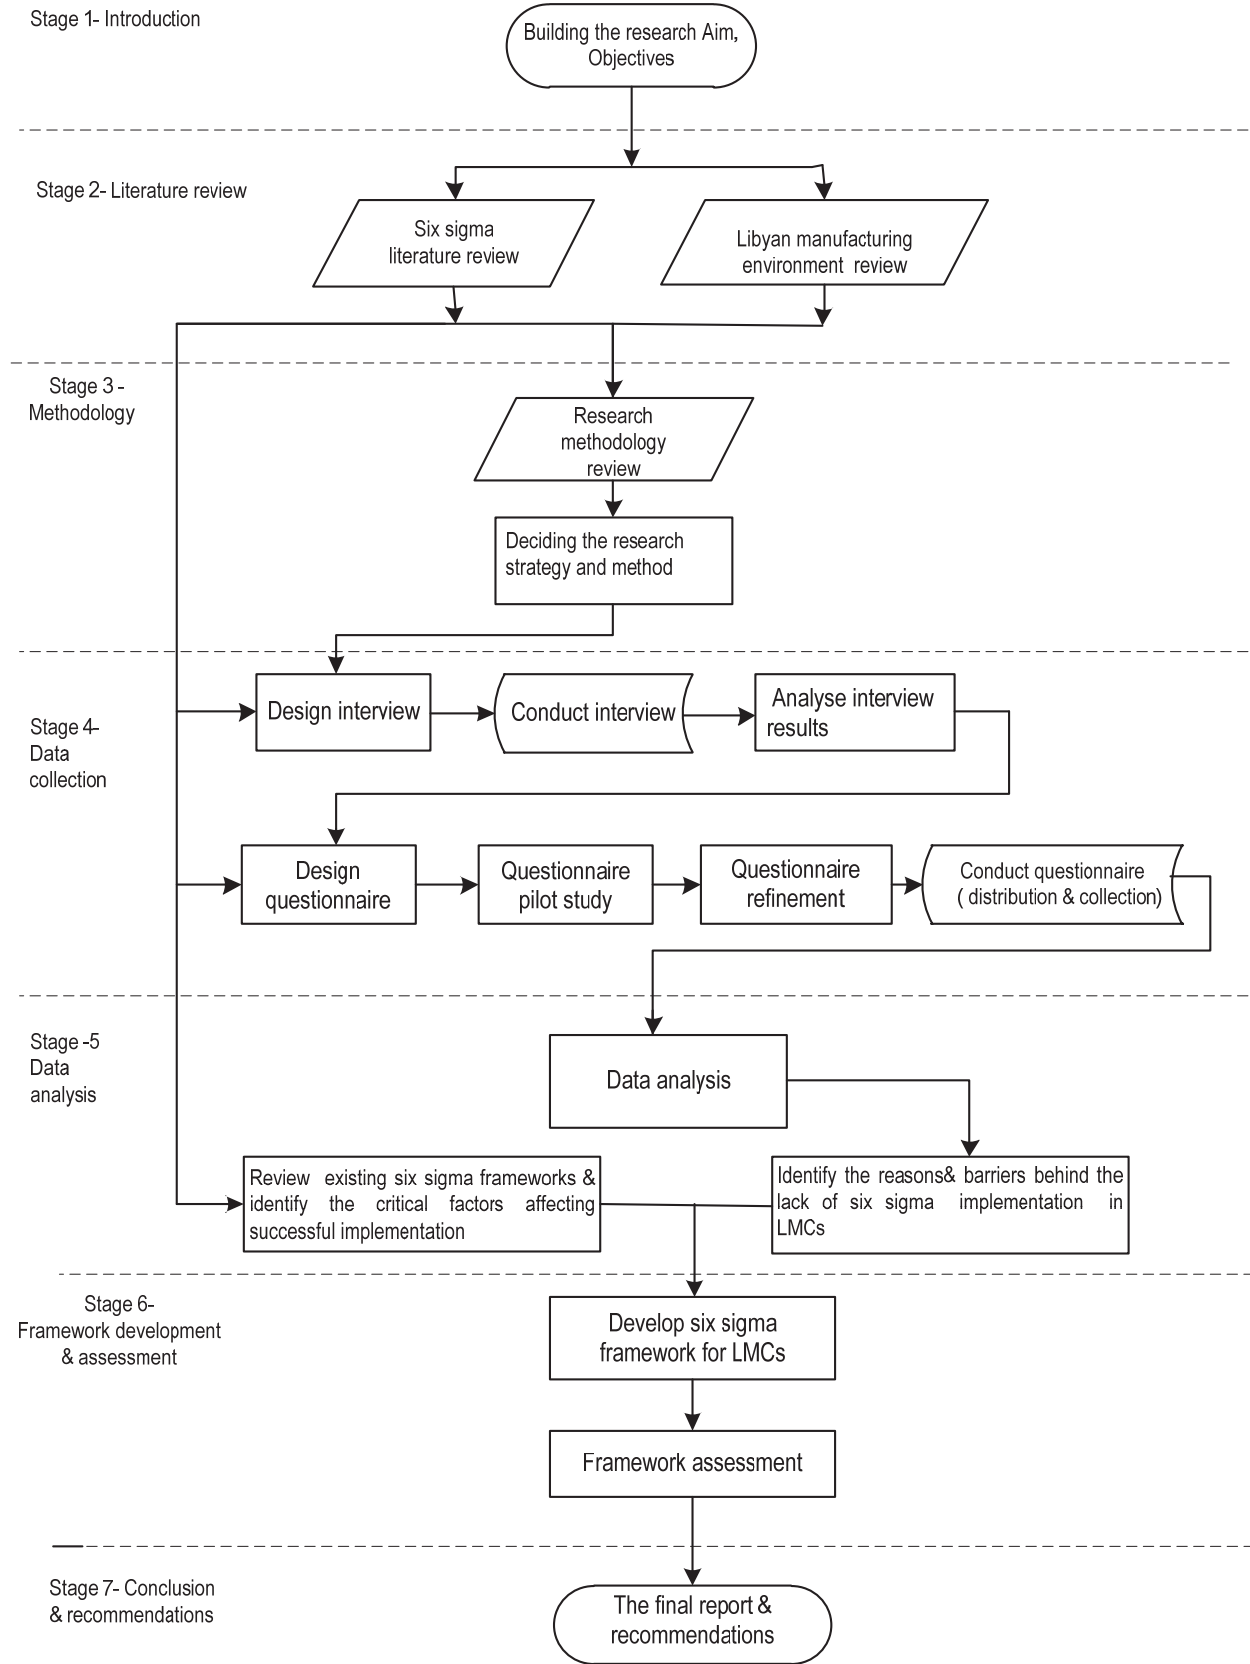 Stage 1- Introduction
Building the research Aim,
Objectives
Stage 2- Literature review
Six sigma
literature review
Libyan manufacturing
environment review
Stage 3 -
Methodology
Research
methodology
review
Deciding the research
strategy and method
Stage 4-
Data
collection
Design interview
Conduct interview
Analyse interview
results
Design
questionnaire
Questionnaire
pilot study
Questionnaire
refinement
Conduct questionnaire
( distribution & collection)
Stage -5
Data
analysis
Data analysis
Review existing six sigma frameworks &
identify the critical factors affecting
successful implementation
Identify the reasons& barriers behind the
lack of six sigma implementation in
LMCs
Stage 6-
Framework development
& assessment
Develop six sigma
framework for LMCs
Framework assessment
Stage 7- Conclusion
& recommendations
The final report &
recommendations